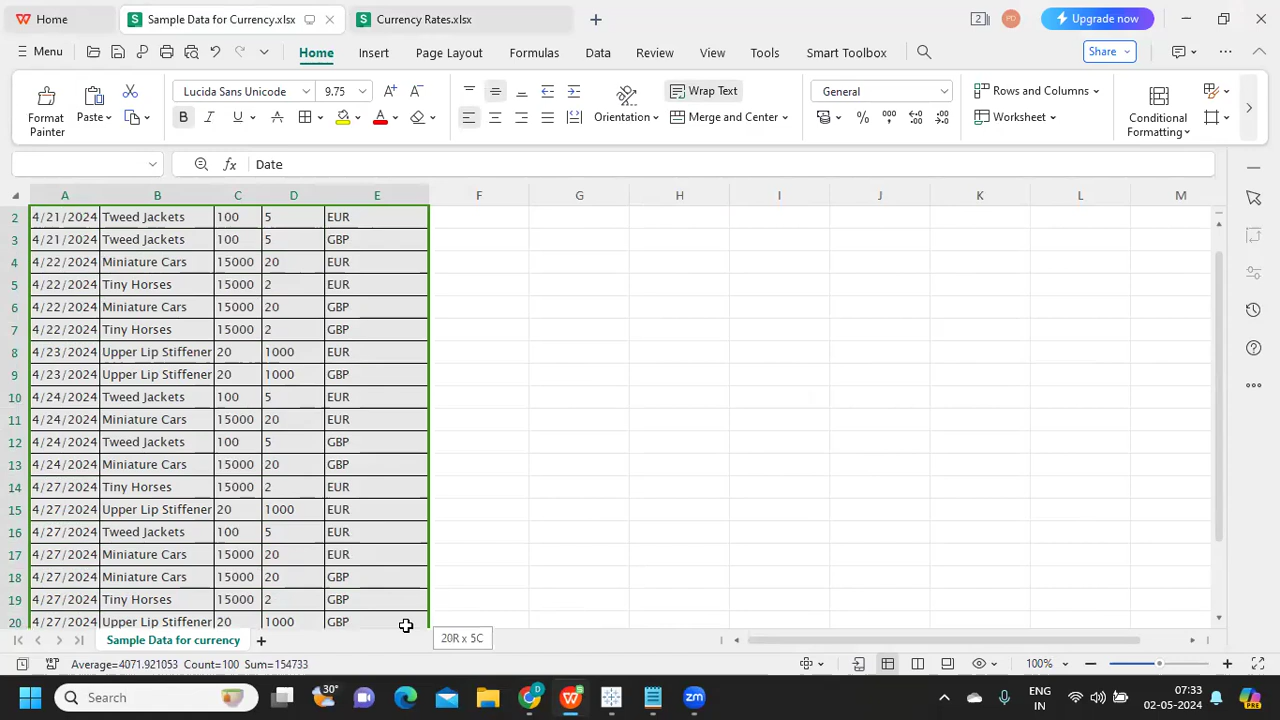 Home Sample Data for Currency.xlsx Currency Rates.xlsx Upgrade now
Menu Home Insert Page Layout Formulas Data Review View Tools Smart Toolbox Share
Lucida Sans Unicode 9.75 Wrap Text General Rows and Columns
Format Painter Paste B I U A Orientation Merge and Center Worksheet Conditional Formatting
Date
A B C D E F G H I J K L M
2 4/21/2024 Tweed Jackets 100 5 EUR
3 4/21/2024 Tweed Jackets 100 5 GBP
4 4/22/2024 Miniature Cars 15000 20 EUR
5 4/22/2024 Tiny Horses 15000 2 EUR
6 4/22/2024 Miniature Cars 15000 20 GBP
7 4/22/2024 Tiny Horses 15000 2 GBP
8 4/23/2024 Upper Lip Stiffener 20 1000 EUR
9 4/23/2024 Upper Lip Stiffener 20 1000 GBP
10 4/24/2024 Tweed Jackets 100 5 EUR
11 4/24/2024 Miniature Cars 15000 20 EUR
12 4/24/2024 Tweed Jackets 100 5 GBP
13 4/24/2024 Miniature Cars 15000 20 GBP
14 4/27/2024 Tiny Horses 15000 2 EUR
15 4/27/2024 Upper Lip Stiffener 20 1000 EUR
16 4/27/2024 Tweed Jackets 100 5 EUR
17 4/27/2024 Miniature Cars 15000 20 EUR
18 4/27/2024 Miniature Cars 15000 20 GBP
19 4/27/2024 Tiny Horses 15000 2 GBP
20 4/27/2024 Upper Lip Stiffener 20 1000 GBP
Sample Data for currency 20R x 5C
Average=4071.921053 Count=100 Sum=154733 100%
Search 30° ENG IN 07:33 02-05-2024